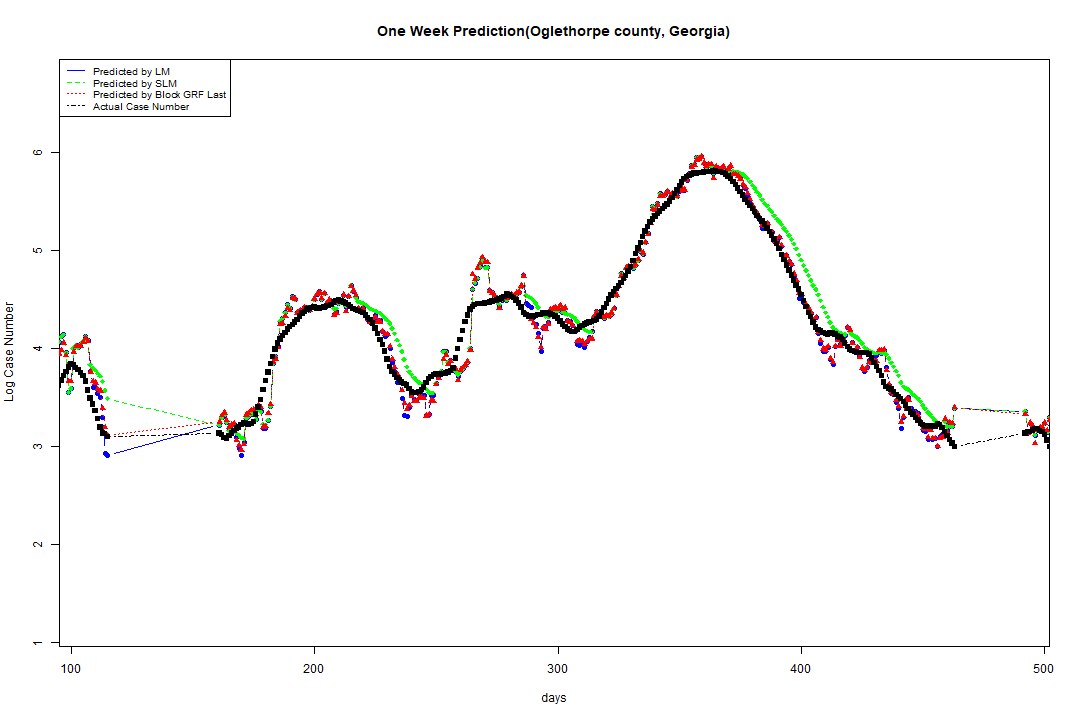 One Week Prediction(Oglethorpe county, Georgia)
Predicted by LM
Predicted by SLM
Predicted by Block GRF Last
Actual Case Number
Log Case Number
6
5
4
3
2
1
100 200 300 400 500
days